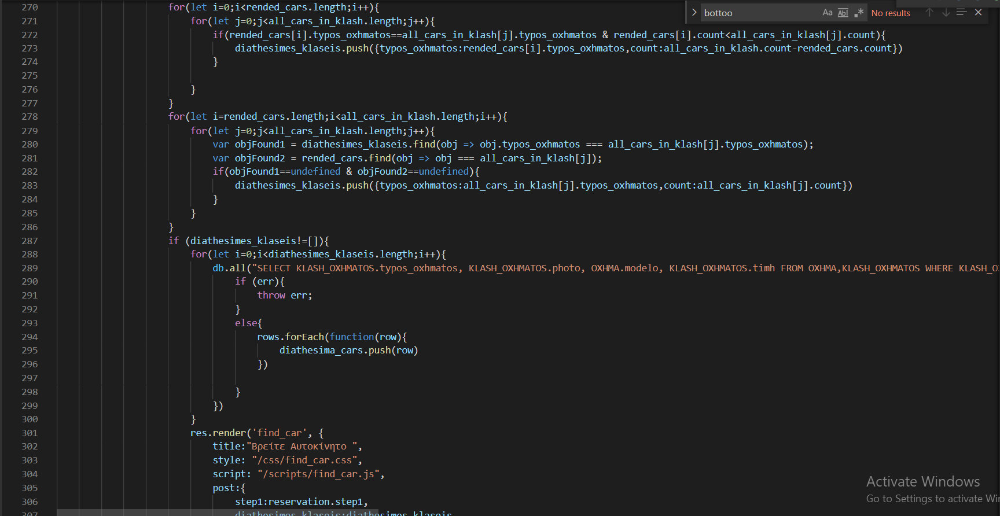 bottoo Aa Abl .* No results
270 for(let i=0;i<rended_cars.length;i++){
271 for(let j=0;j<all_cars_in_klash.length;j++){
272 if(rended_cars[i].typos_oxhmatos==all_cars_in_klash[j].typos_oxhmatos & rended_cars[i].count<all_cars_in_klash[j].count){
273 diathesimes_klaseis.push({typos_oxhmatos:rended_cars[i].typos_oxhmatos,count:all_cars_in_klash.count-rended_cars.count})
274 }
275
276 }
277 }
278 for(let i=rended_cars.length;i<all_cars_in_klash.length;i++){
279 for(let j=0;j<all_cars_in_klash.length;j++){
280 var objFound1 = diathesimes_klaseis.find(obj => obj.typos_oxhmatos === all_cars_in_klash[j].typos_oxhmatos);
281 var objFound2 = rended_cars.find(obj => obj === all_cars_in_klash[j]);
282 if(objFound1==undefined & objFound2==undefined){
283 diathesimes_klaseis.push({typos_oxhmatos:all_cars_in_klash[j].typos_oxhmatos,count:all_cars_in_klash[j].count})
284 }
285 }
286 }
287 if (diathesimes_klaseis!=[]){
288 for(let i=0;i<diathesimes_klaseis.length;i++){
289 db.all("SELECT KLASH_OXHMATOS.typos_oxhmatos, KLASH_OXHMATOS.photo, OXHMA.modelo, KLASH_OXHMATOS.timh FROM OXHMA,KLASH_OXHMATOS WHERE
290 if (err){
291 throw err;
292 }
293 else{
294 rows.forEach(function(row){
295 diathesima_cars.push(row)
296 })
297
298 }
299 })
300 }
301 res.render('find_car', {
302 title:"Βρείτε Αυτοκίνητο ",
303 style: "/css/find_car.css",
304 script: "/scripts/find_car.js",
305 post:{
306 step1:reservation.step1,
307 diathesimes_klaseis:diathesimes_klaseis
Activate Windows
Go to Settings to activate